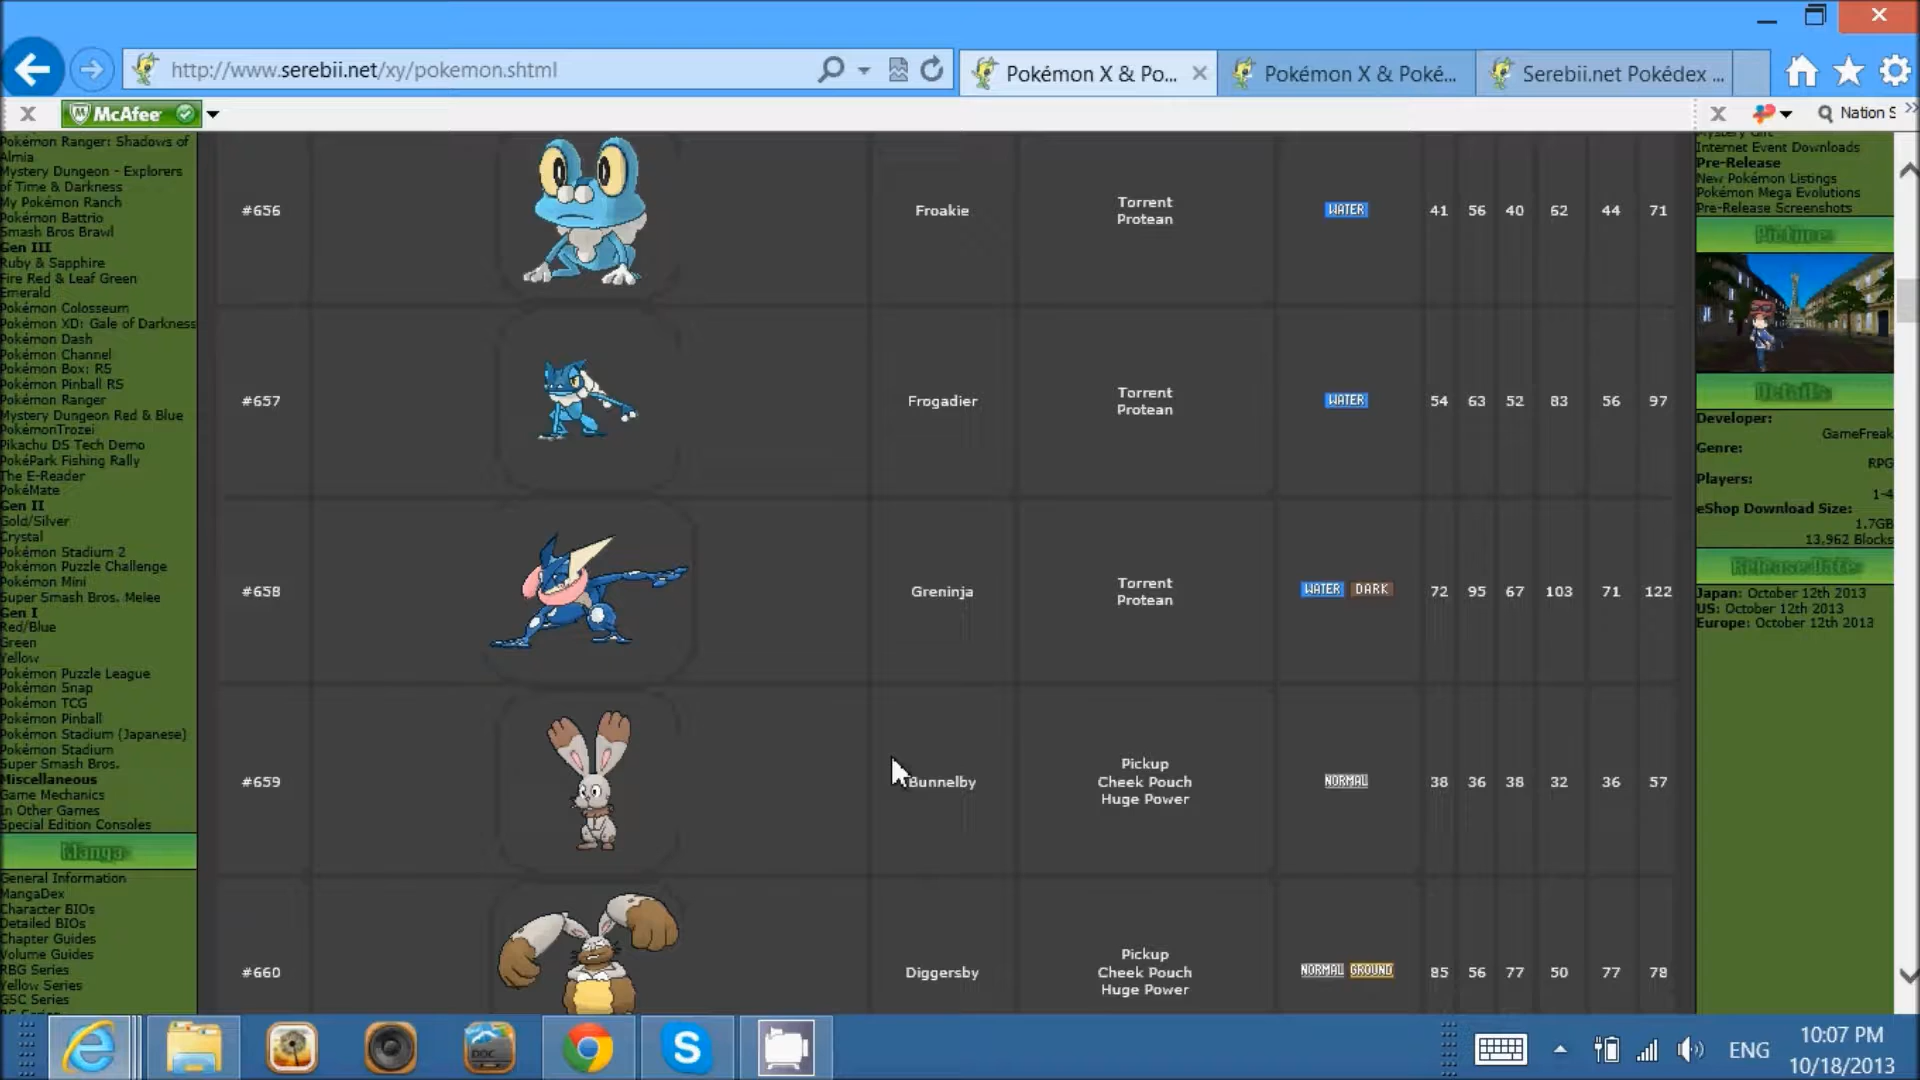 http://www.serebii.net/xy/pokemon.shtml
Pokémon X & Po...
Pokémon X & Poké...
Serebii.net Pokédex ...
McAfee
Nation S
Pokémon Ranger: Shadows of
Almia
Mystery Dungeon - Explorers
of Time & Darkness
My Pokémon Ranch
Pokémon Battrio
Smash Bros Brawl
Gen III
Ruby & Sapphire
Fire Red & Leaf Green
Emerald
Pokémon Colosseum
Pokémon XD: Gale of Darkness
Pokémon Dash
Pokémon Channel
Pokémon Box: RS
Pokémon Pinball RS
Pokémon Ranger
Mystery Dungeon Red & Blue
PokémonTrozei
Pikachu DS Tech Demo
PokéPark Fishing Rally
The E-Reader
PokéMate
Gen II
Gold/Silver
Crystal
Pokémon Stadium 2
Pokémon Puzzle Challenge
Pokémon Mini
Super Smash Bros. Melee
Gen I
Red/Blue
Green
Yellow
Pokémon Puzzle League
Pokémon Snap
Pokémon TCG
Pokémon Pinball
Pokémon Stadium (Japanese)
Pokémon Stadium
Super Smash Bros.
Miscellaneous
Game Mechanics
In Other Games
Special Edition Consoles
Manga
General Information
MangaDex
Character BIOs
Detailed BIOs
Chapter Guides
Volume Guides
RBG Series
Yellow Series
GSC Series
#656
Froakie
Torrent
Protean
WATER
41 56 40 62 44 71
#657
Frogadier
Torrent
Protean
WATER
54 63 52 83 56 97
#658
Greninja
Torrent
Protean
WATER DARK
72 95 67 103 71 122
#659
Bunnelby
Pickup
Cheek Pouch
Huge Power
NORMAL
38 36 38 32 36 57
#660
Diggersby
Pickup
Cheek Pouch
Huge Power
NORMAL GROUND
85 56 77 50 77 78
Mystery Gift
Internet Event Downloads
Pre-Release
New Pokémon Listings
Pokémon Mega Evolutions
Pre-Release Screenshots
Picture:
Details:
Developer:
GameFreak
Genre:
RPG
Players:
1-4
eShop Download Size:
1.7GB
13,962 Blocks
Release Date:
Japan: October 12th 2013
US: October 12th 2013
Europe: October 12th 2013
DOC
ENG
10:07 PM
10/18/2013